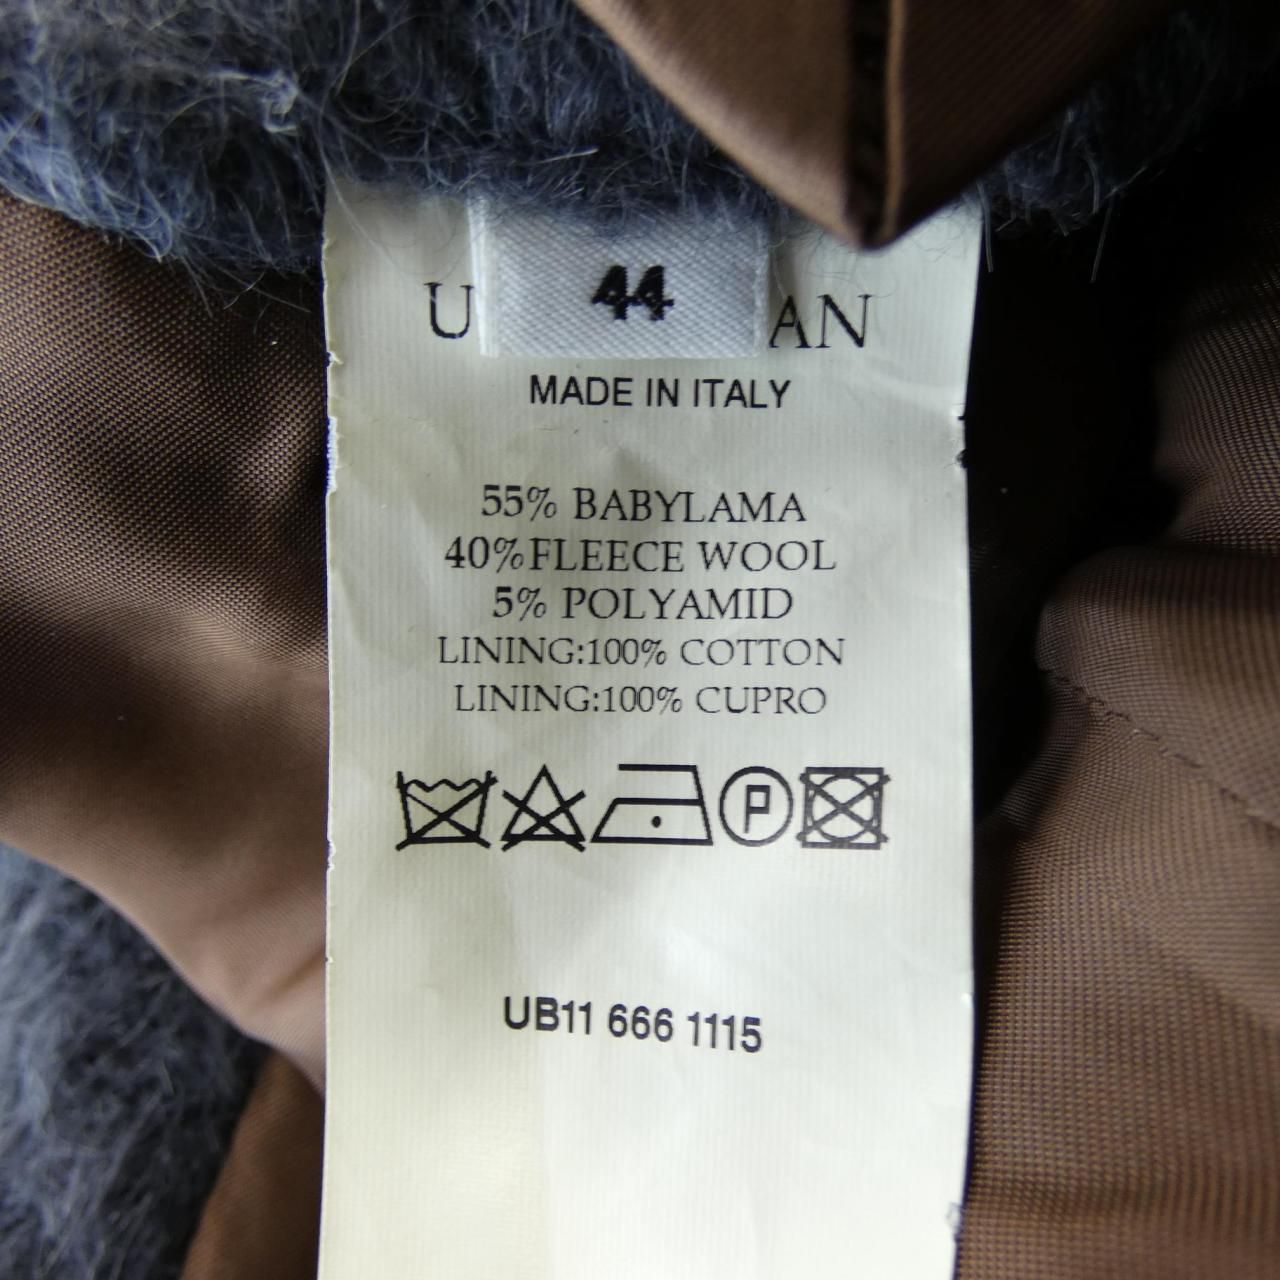 44
MADE IN ITALY
55% BABYLAMA
40%FLEECE WOOL
5% POLYAMID
LINING:100% COTTON
LINING:100% CUPRO
P
UB11 666 1115